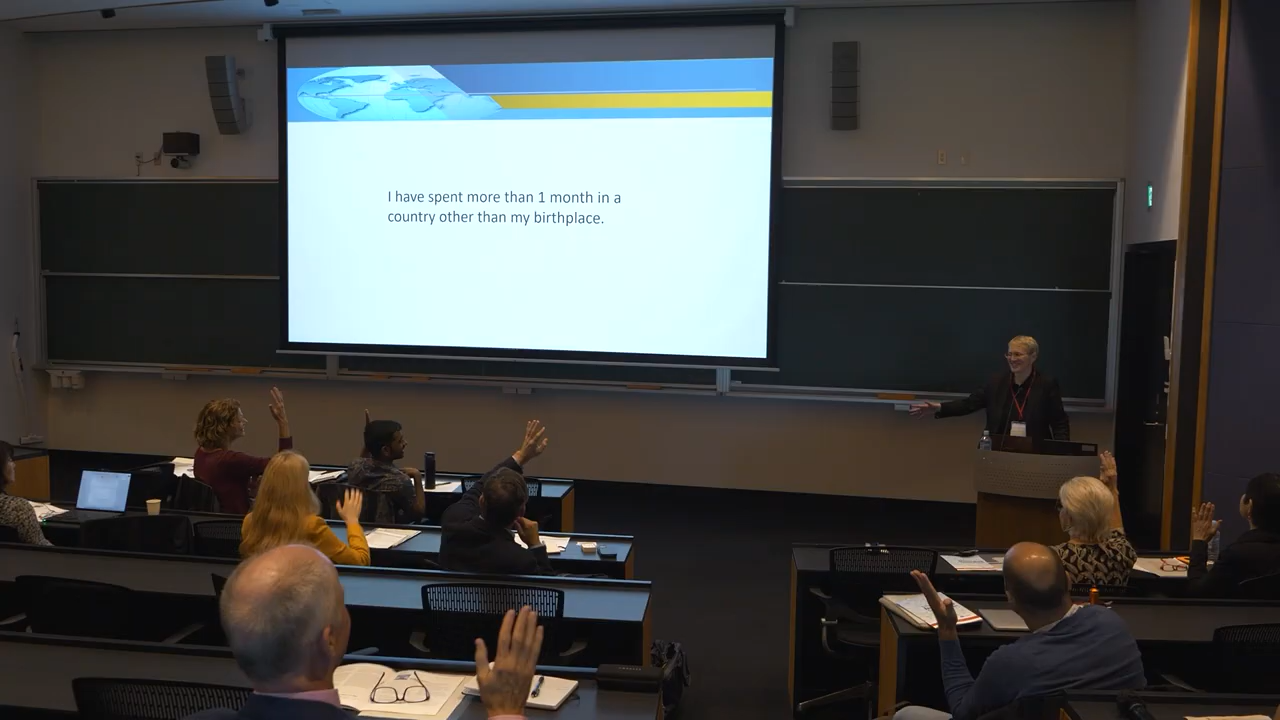 I have spent more than 1 month in a
country other than my birthplace.